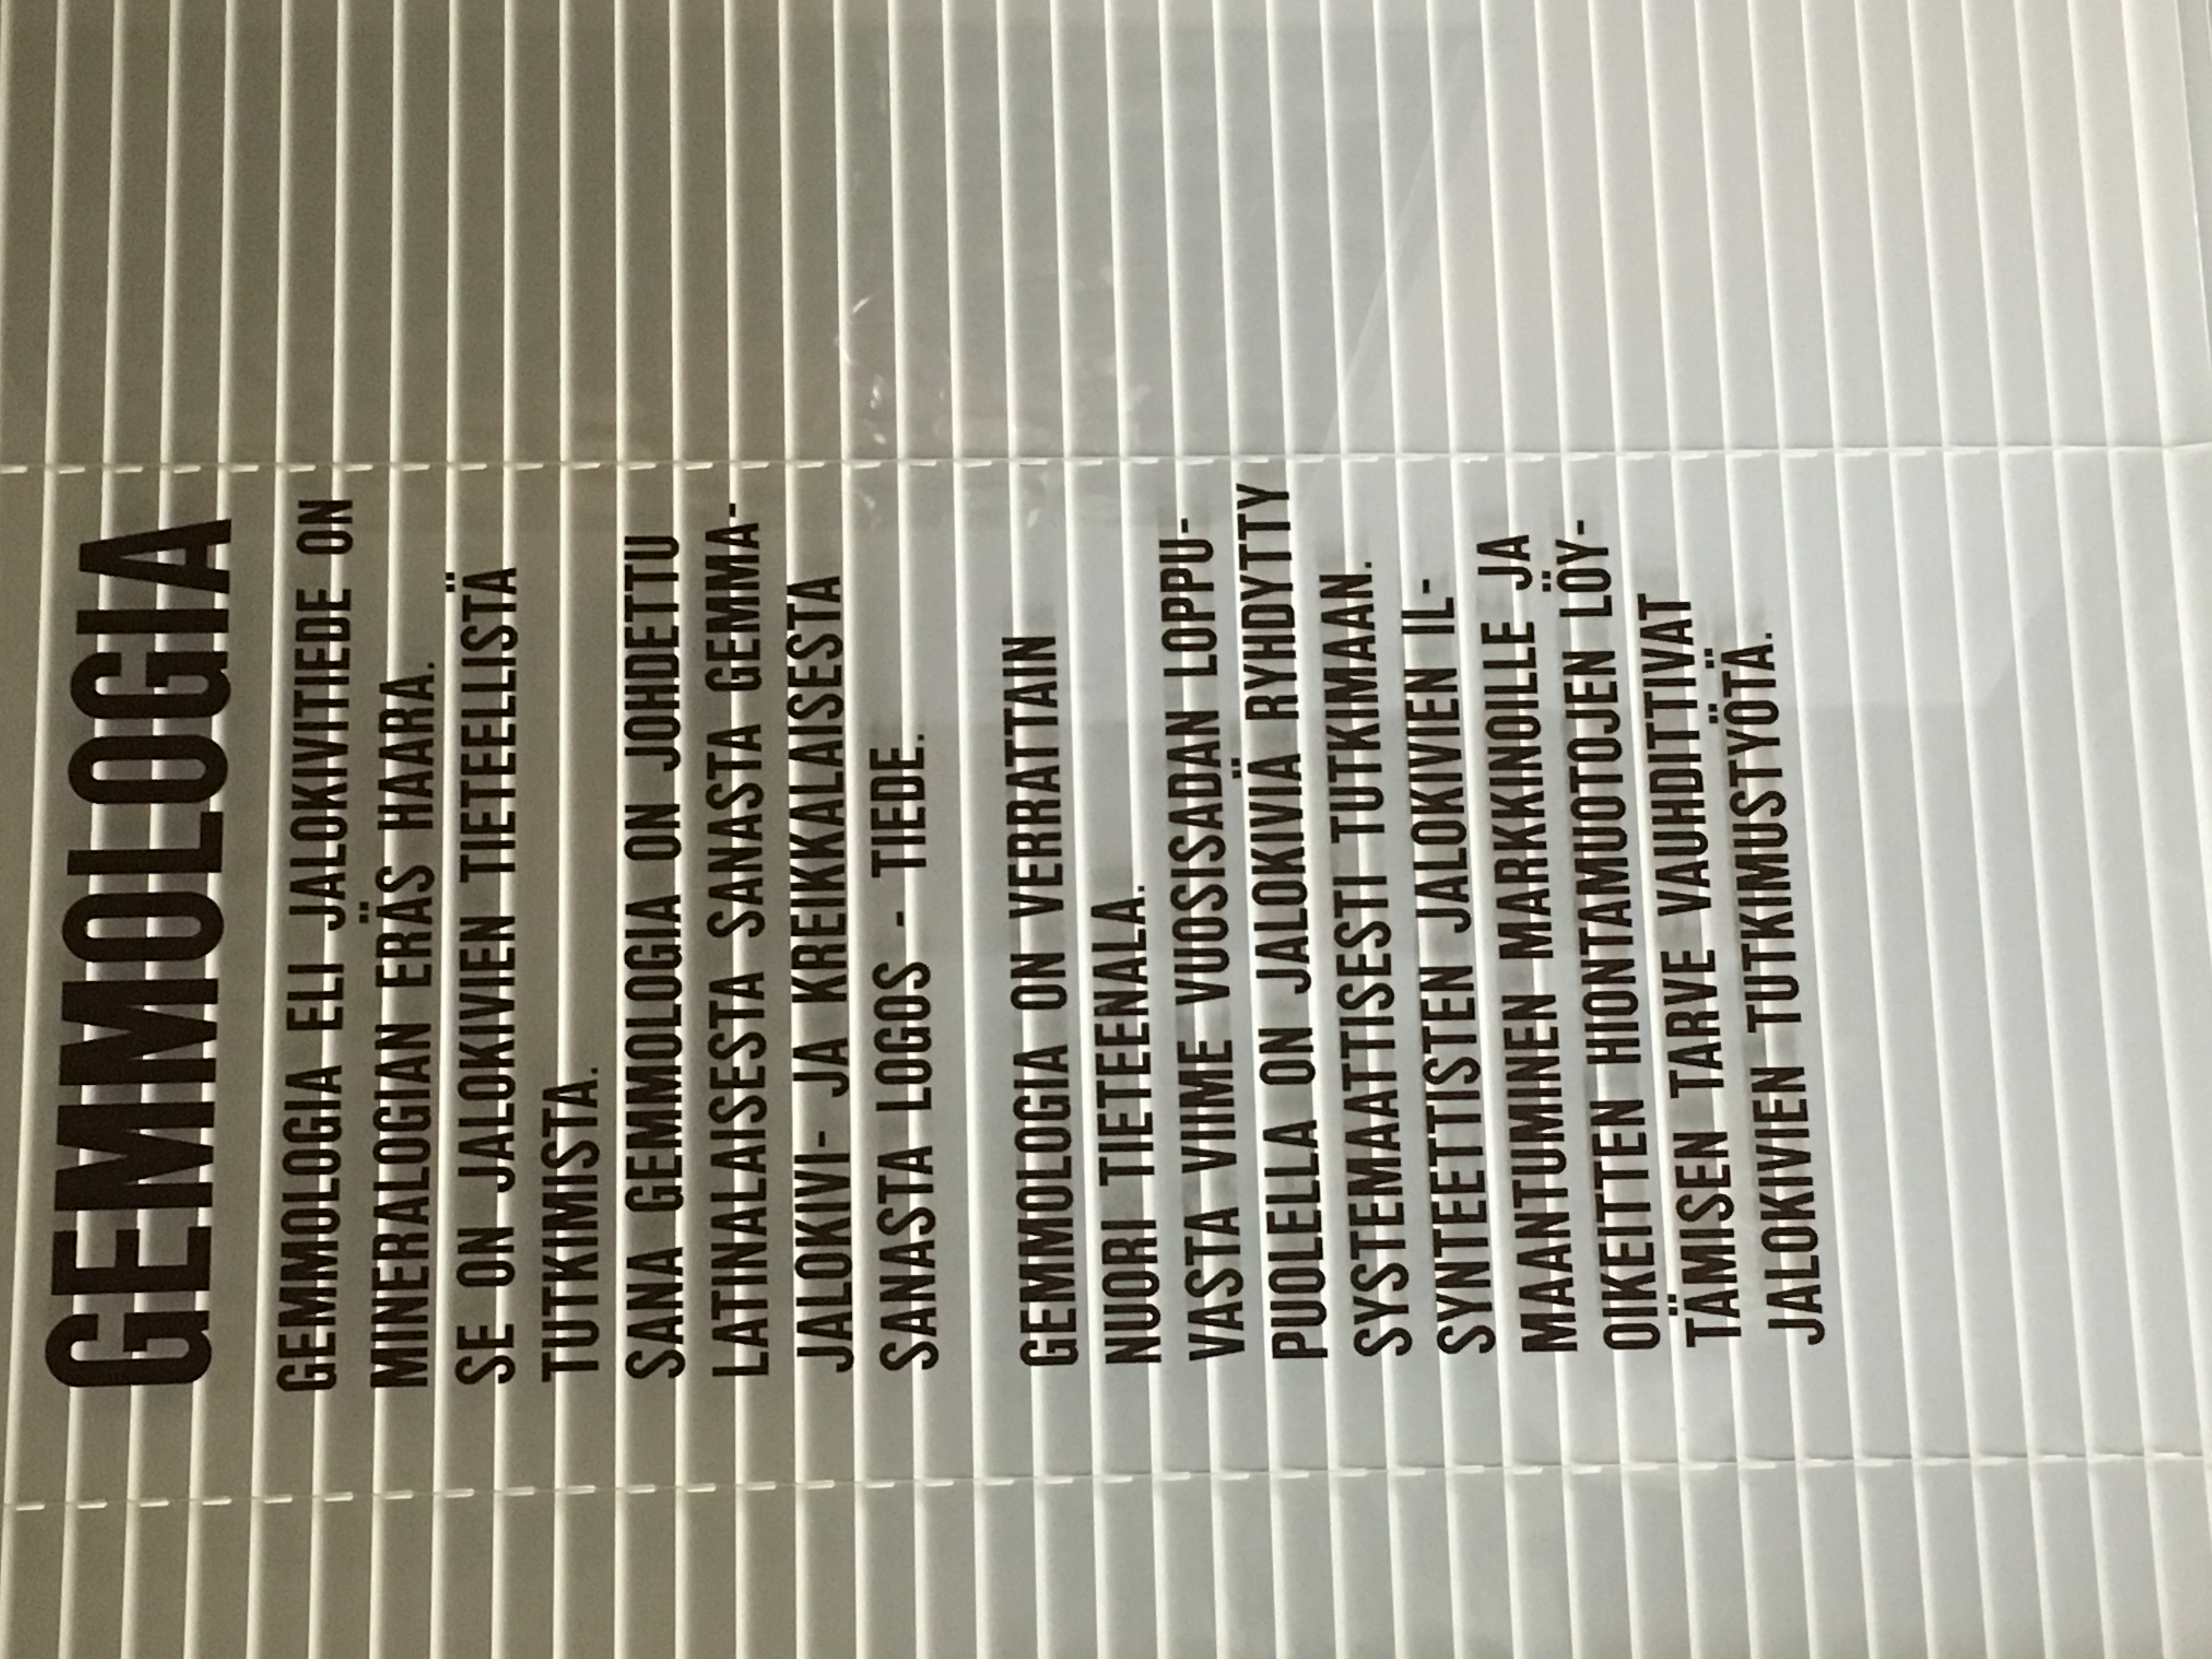 GEMMOLOGIA
GEMMOLOGIA ELI JALOKIVITIEDE ON
MINERALOGIAN ERÄS HAARA.
SE ON JALOKIVIEN TIETEELLISTÄ
TUTKIMISTA.
SANA GEMMOLOGIA ON JOHDETTU
LATINALAISESTA SANASTA GEMMA-
JALOKIVI- JA KREIKKALAISESTA
SANASTA LOGOS - TIEDE.
GEMMOLOGIA ON VERRATTAIN
NUORI TIETEENALA.
VASTA VIIME VUOSISADAN LOPPU-
PUOLELLA ON JALOKIVIÄ RYHDYTTY
SYSTEMAATTISESTI TUTKIMAAN.
SYNTEETTISTEN JALOKIVIEN IL-
MAANTUMINEN MARKKINOILLE JA
OIKEITTEN HIONTAMUOTOJEN LÖY-
TÄMISEN TARVE VAUHDITTIVAT
JALOKIVIEN TUTKIMUSTYÖTÄ.